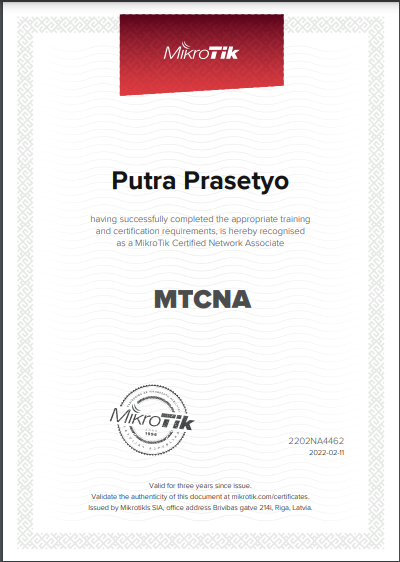 MikroTik
Putra Prasetyo
having successfully completed the appropriate training
and certification requirements, is hereby recognised
as a MikroTik Certified Network Associate
MTCNA
MikroTik
1996
2202NA4462
2022-02-11
Valid for three years since issue.
Validate the authenticity of this document at mikrotik.com/certificates.
Issued by Mikrotikls SIA, office address Brivibas gatve 214i, Riga, Latvia.